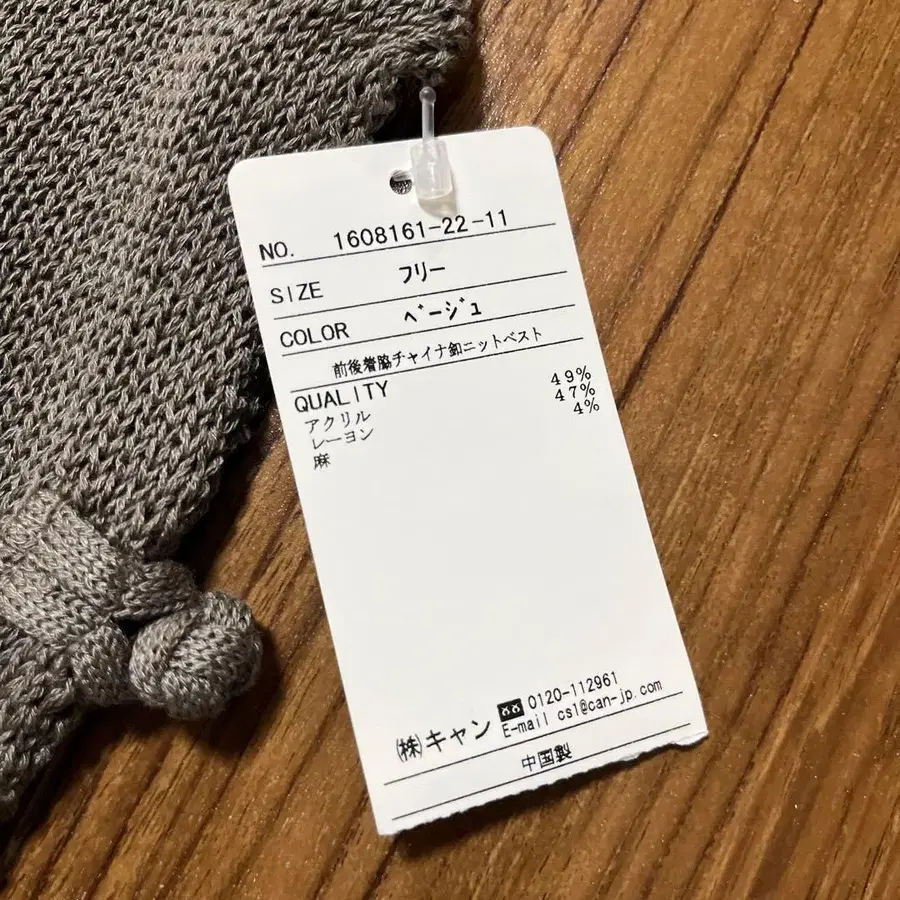 NO. 1608161-22-11
SIZE フリー
COLOR ベージュ
前後着脇チャイナ釦ニットベスト
QUALITY
アクリル 49%
レーヨン 47%
麻 4%
㈱キャン 0120-112961
E-mail csl@can-jp.com
中国製